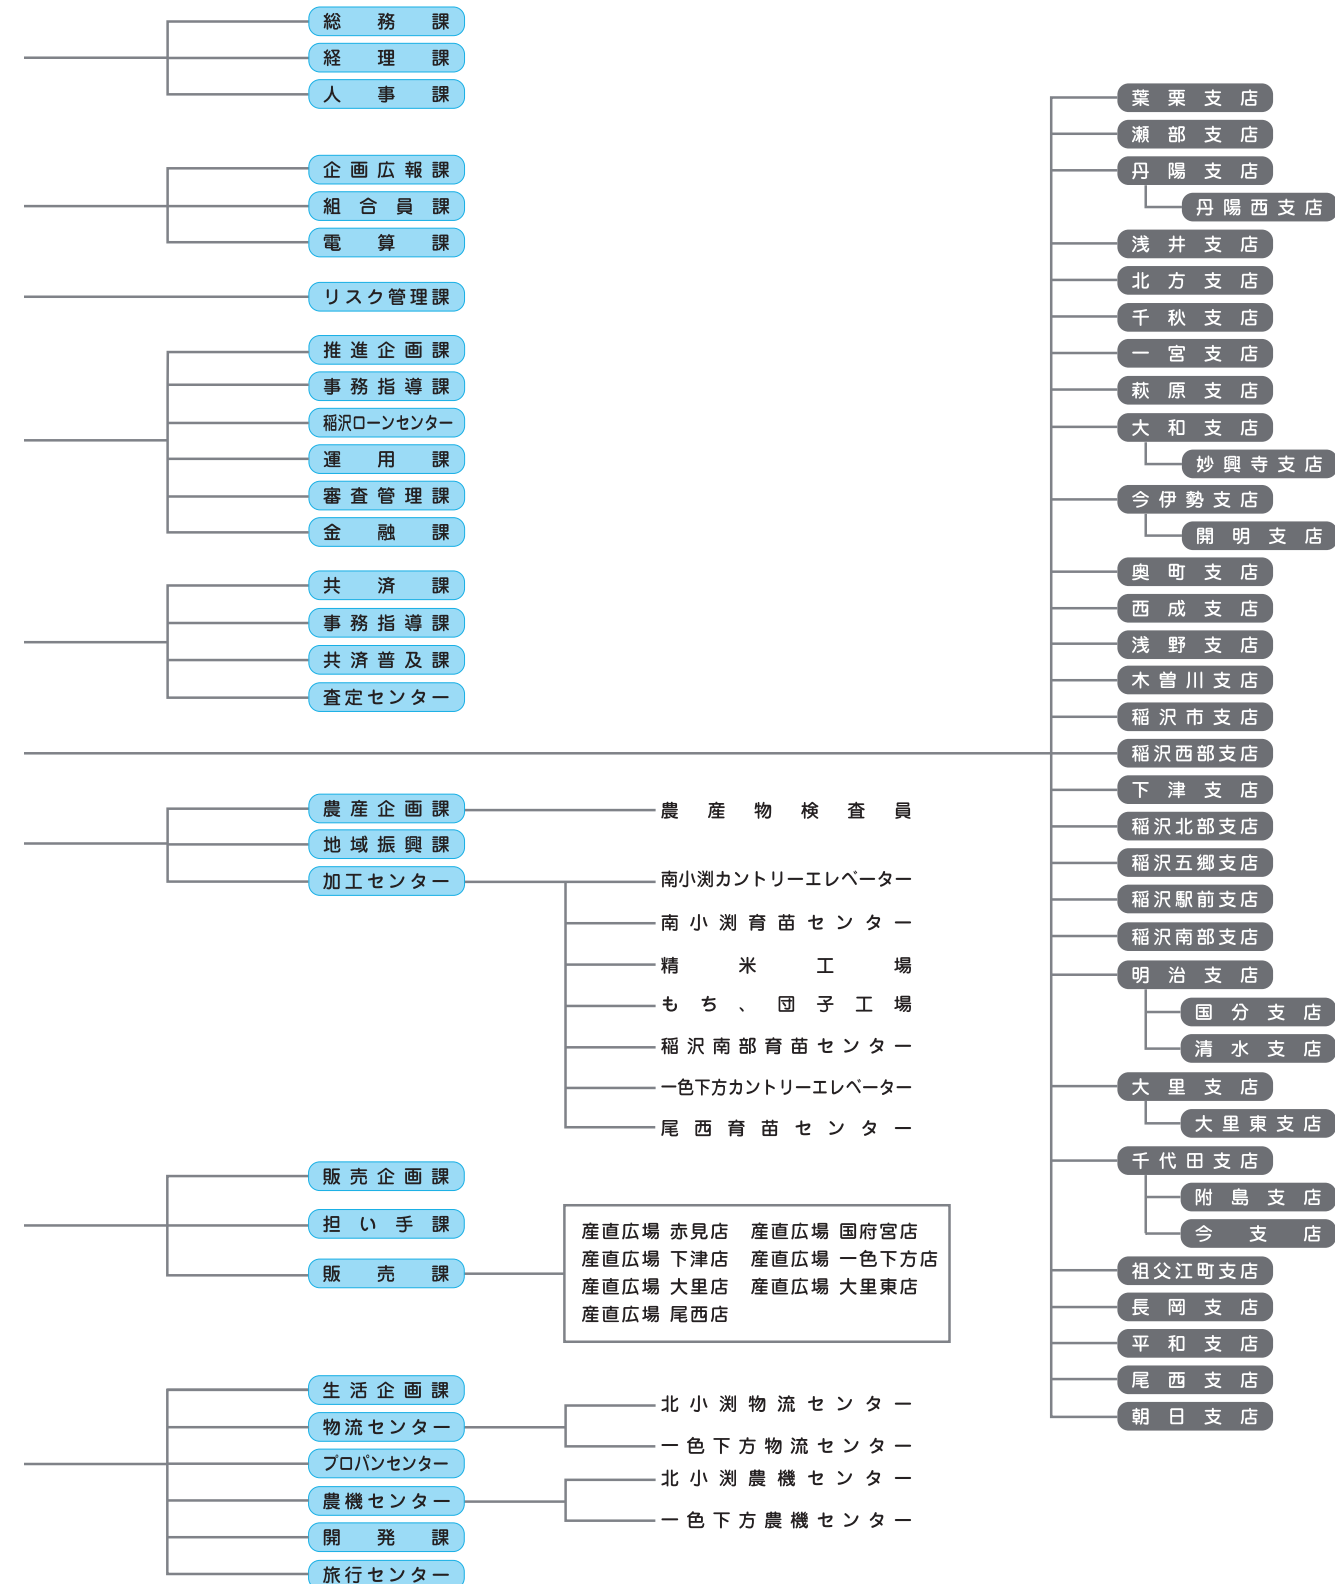 総務課
経理課
人事課
企画広報課
組合員課
電算課
リスク管理課
推進企画課
事務指導課
稲沢ローンセンター
運用課
審査管理課
金融課
共済課
事務指導課
共済普及課
査定センター
農産企画課
農産物検査員
地域振興課
加工センター
南小渕カントリーエレベーター
南小渕育苗センター
精米工場
もち、団子工場
稲沢南部育苗センター
一色下方カントリーエレベーター
尾西育苗センター
販売企画課
担い手課
販売課
産直広場 赤見店 産直広場 国府宮店
産直広場 下津店 産直広場 一色下方店
産直広場 大里店 産直広場 大里東店
産直広場 尾西店
生活企画課
物流センター
北小渕物流センター
一色下方物流センター
プロパンセンター
農機センター
北小渕農機センター
一色下方農機センター
開発課
旅行センター
葉栗支店
瀬部支店
丹陽支店
丹陽西支店
浅井支店
北方支店
千秋支店
一宮支店
萩原支店
大和支店
妙興寺支店
今伊勢支店
開明支店
奥町支店
西成支店
浅野支店
木曽川支店
稲沢市支店
稲沢西部支店
下津支店
稲沢北部支店
稲沢五郷支店
稲沢駅前支店
稲沢南部支店
明治支店
国分支店
清水支店
大里支店
大里東支店
千代田支店
附島支店
今支店
祖父江町支店
長岡支店
平和支店
尾西支店
朝日支店